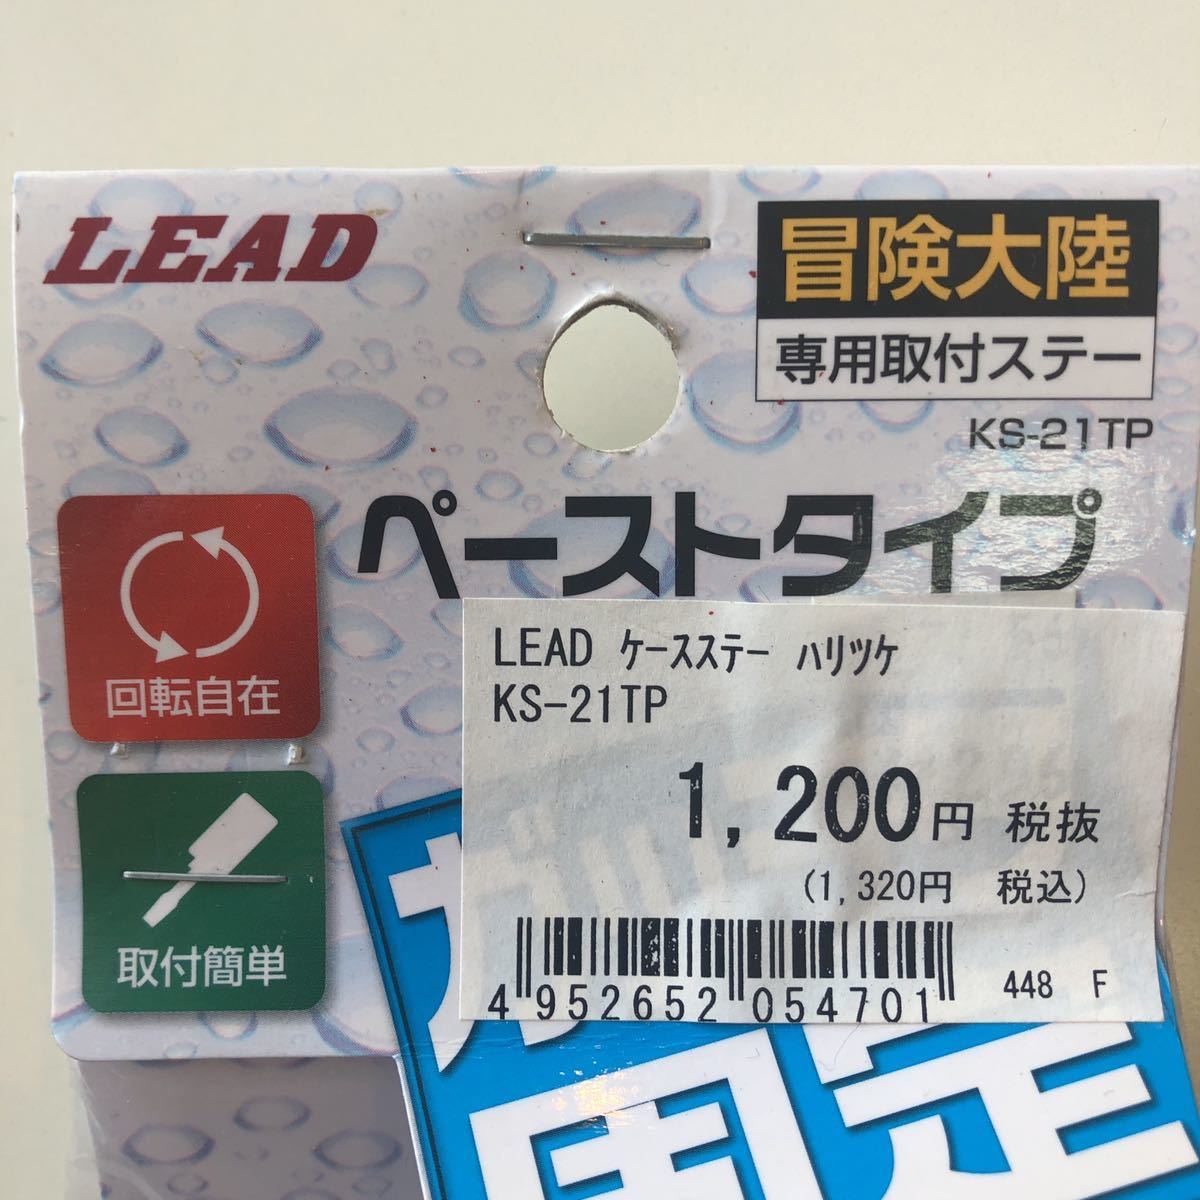 LEAD
冒険大陸
専用取付ステー
KS-21TP
ペーストタイプ
回転自在
取付簡単
LEAD ｹｰｽｽﾃｰ ﾊﾘﾂｹ
KS-21TP
1,200円 税抜
(1,320円 税込)
4 952652 054701
448 F